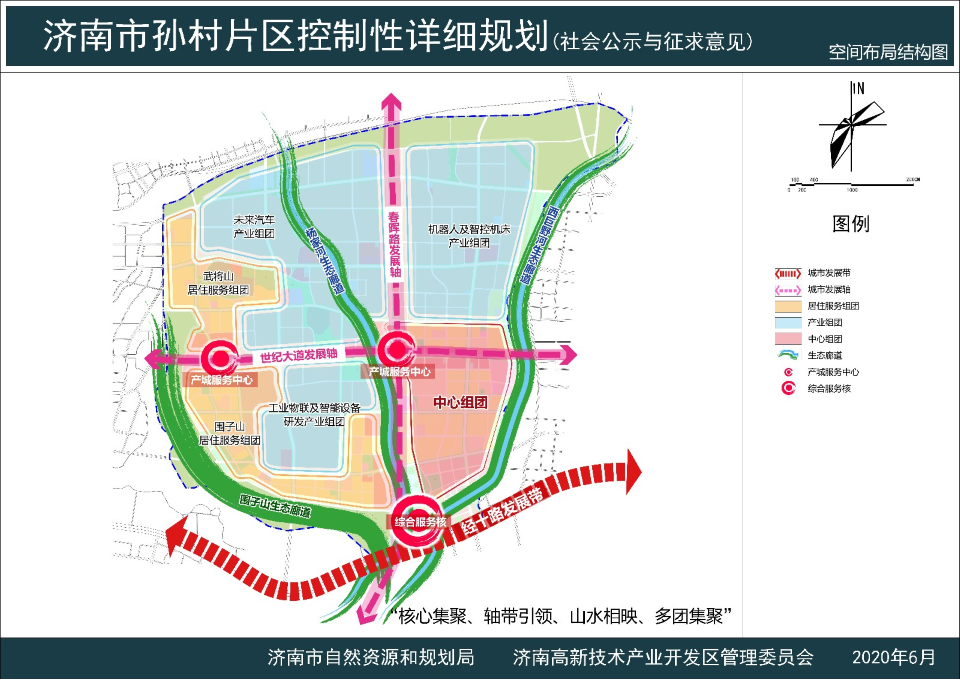 济南市孙村片区控制性详细规划(社会公示与征求意见)
空间布局结构图
N
100 400 2000M
0 200 1000
图例
城市发展带
城市发展轴
居住服务组团
产业组团
中心组团
生态廊道
产城服务中心
综合服务核
未来汽车
产业组团
杨家河生态廊道
春晖路发展轴
机器人及智控机床
产业组团
西巨野河生态廊道
武将山
居住服务组团
世纪大道发展轴
产城服务中心
产城服务中心
工业物联及智能设备
研发产业组团
中心组团
围子山
居住服务组团
围子山生态廊道
综合服务核
经十路发展带
“核心集聚、轴带引领、山水相映、多团集聚”
济南市自然资源和规划局 济南高新技术产业开发区管理委员会 2020年6月